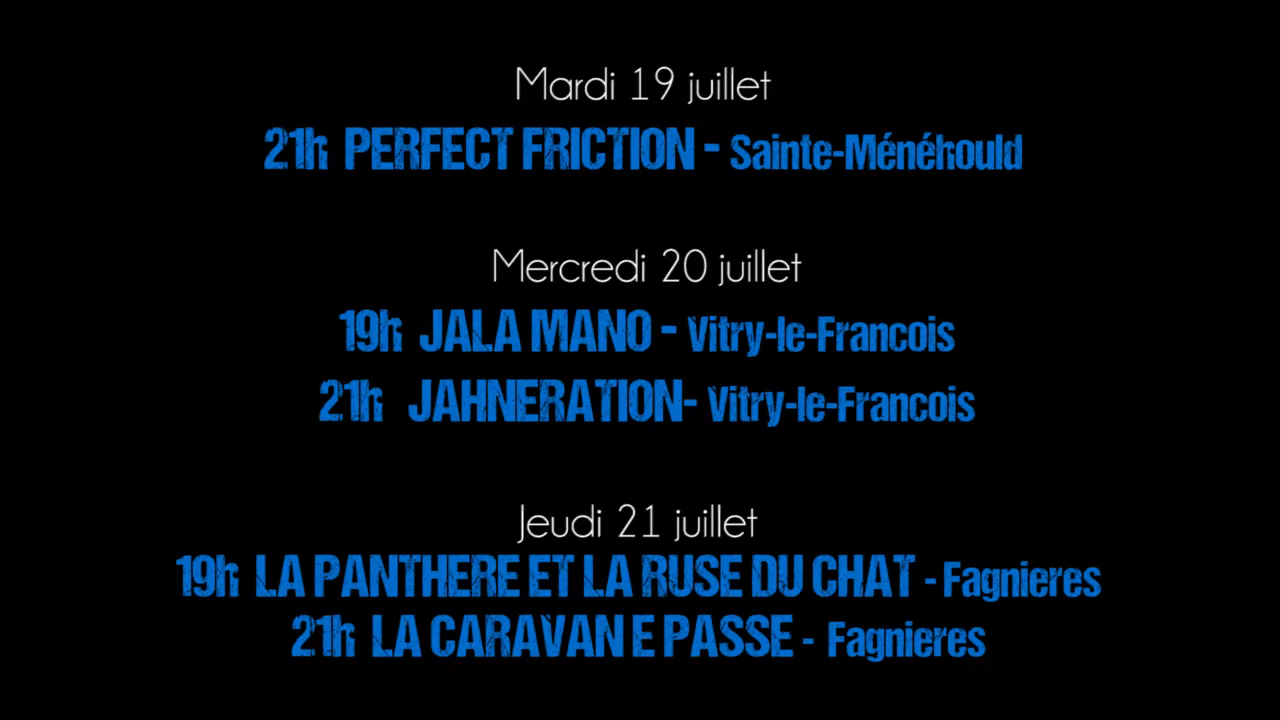 Mardi 19 juillet
21h PERFECT FRICTION - Sainte-Ménéhould
Mercredi 20 juillet
19h JALA MANO - Vitry-le-Francois
21h JAHNERATION- Vitry-le-Francois
Jeudi 21 juillet
19h LA PANTHERE ET LA RUSE DU CHAT - Fagnieres
21h LA CARAVAN E PASSE - Fagnieres